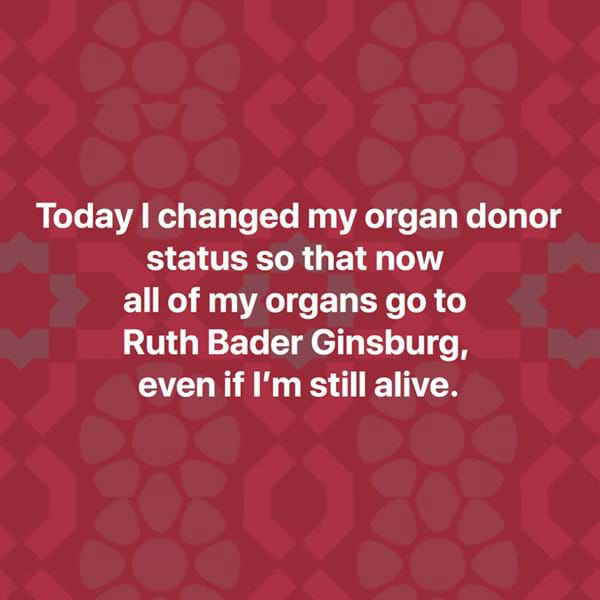 Today I changed my organ donor
status so that now
all of my organs go to
Ruth Bader Ginsburg,
even if I’m still alive.